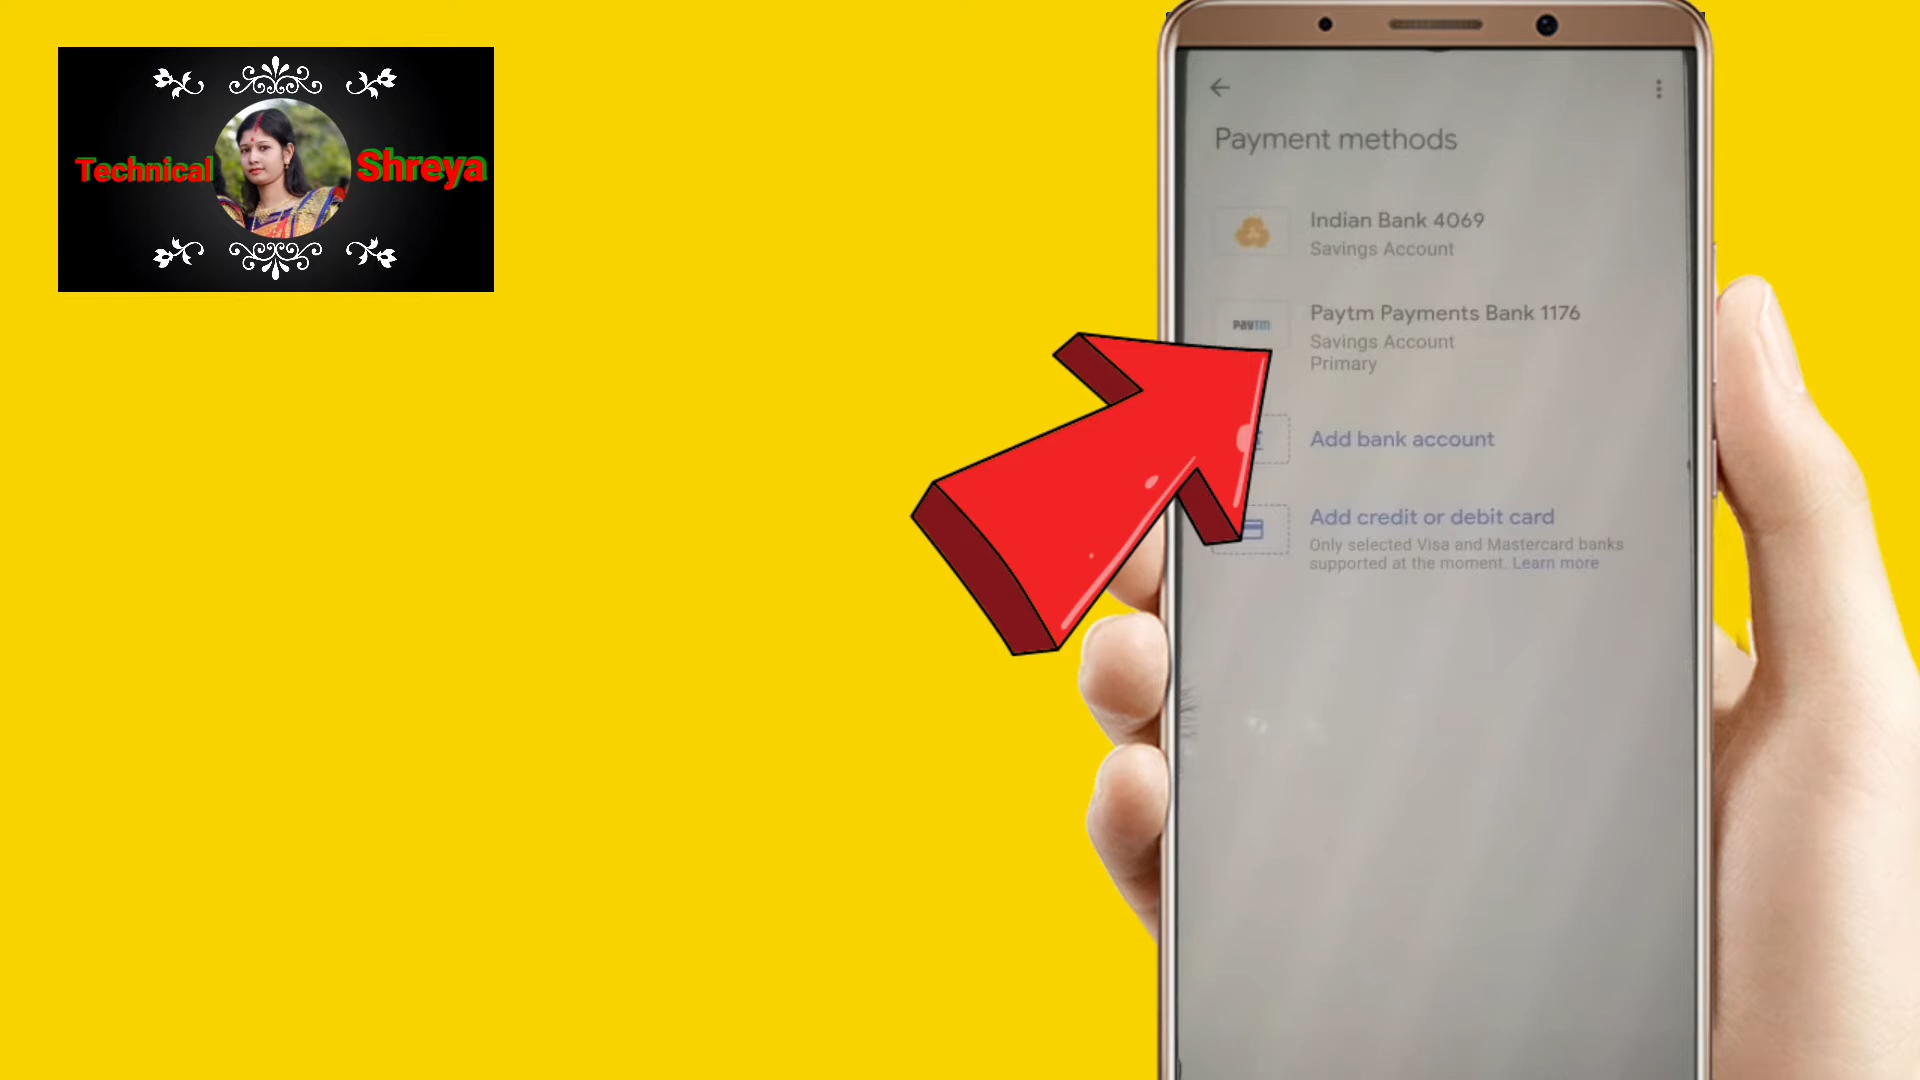 Technical Shreya
Payment methods
Indian Bank 4069
Savings Account
PAYTM
Paytm Payments Bank 1176
Savings Account
Primary
Add bank account
Add credit or debit card
Only selected Visa and Mastercard banks
supported at the moment. Learn more